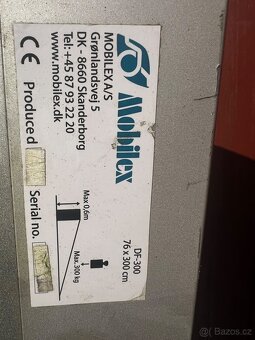 Mobilex
MOBILEX A/S
Grønlandsvej 5
DK - 8660 Skanderborg
Tel: +45 87 93 22 20
www.mobilex.dk
CE Produced
Serial no.
DF-300
76 x 300 cm
Max 0,6m
Max. 300 kg
Bazoš.cz